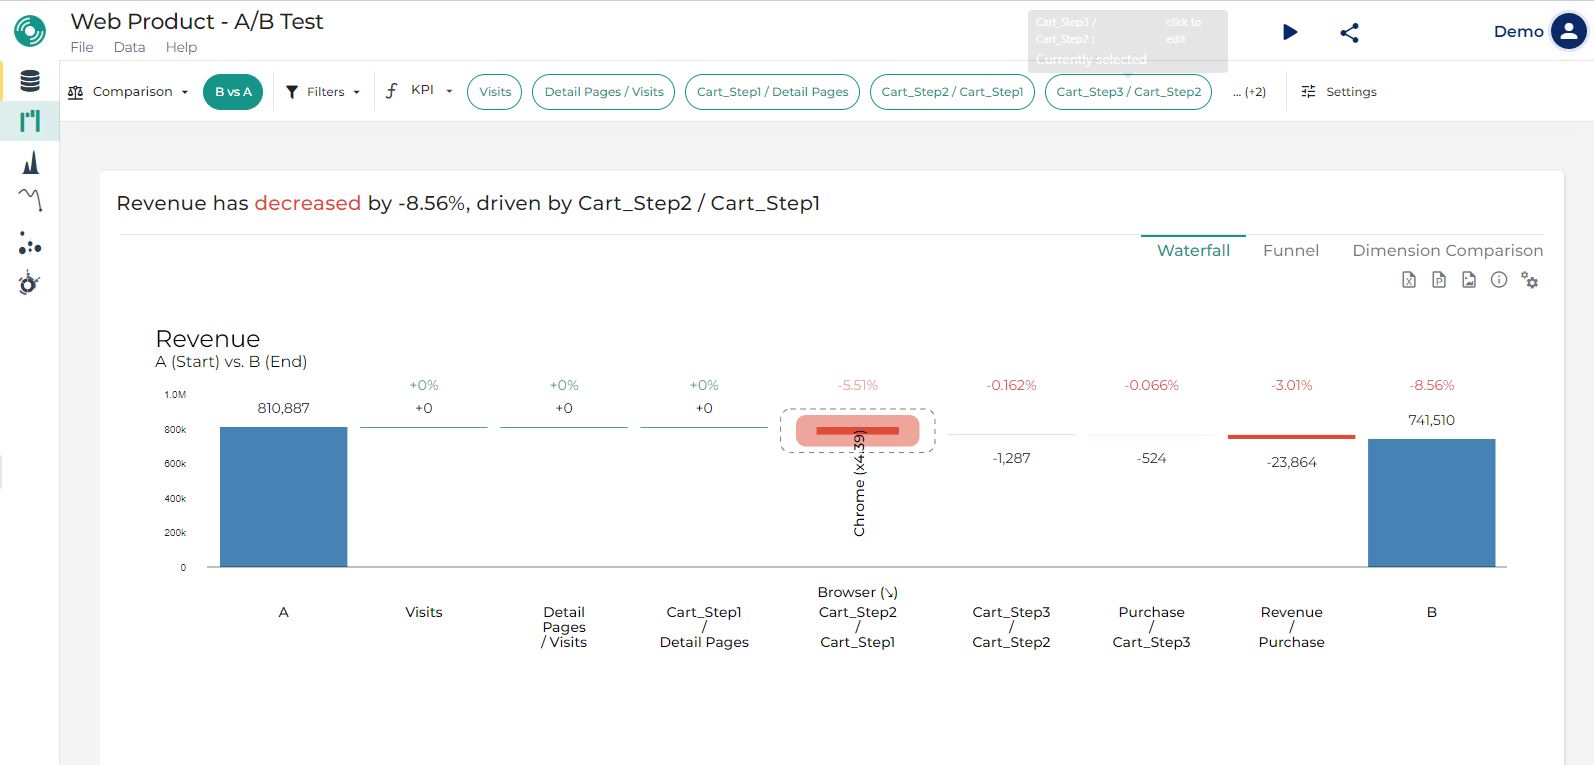 Web Product - A/B Test
File Data Help
Cart_Step3 / click to
Cart_Step2 : edit
Currently selected
Demo
Comparison B vs A Filters KPI Visits Detail Pages / Visits Cart_Step1 / Detail Pages Cart_Step2 / Cart_Step1 Cart_Step3 / Cart_Step2 ... (+2) Settings
Revenue has decreased by -8.56%, driven by Cart_Step2 / Cart_Step1
Waterfall Funnel Dimension Comparison
Revenue
A (Start) vs. B (End)
+0% +0% +0% -5.51% -0.162% -0.066% -3.01% -8.56%
1.0M
810,887 +0 +0 +0 741,510
800k
600k
400k
200k
0
-1,287 -524 -23,864
Chrome (x4.39)
Browser (↘)
A Visits Detail Cart_Step1 Cart_Step2 Cart_Step3 Purchase Revenue B
Pages / / / / /
/ Visits Detail Pages Cart_Step1 Cart_Step2 Cart_Step3 Purchase